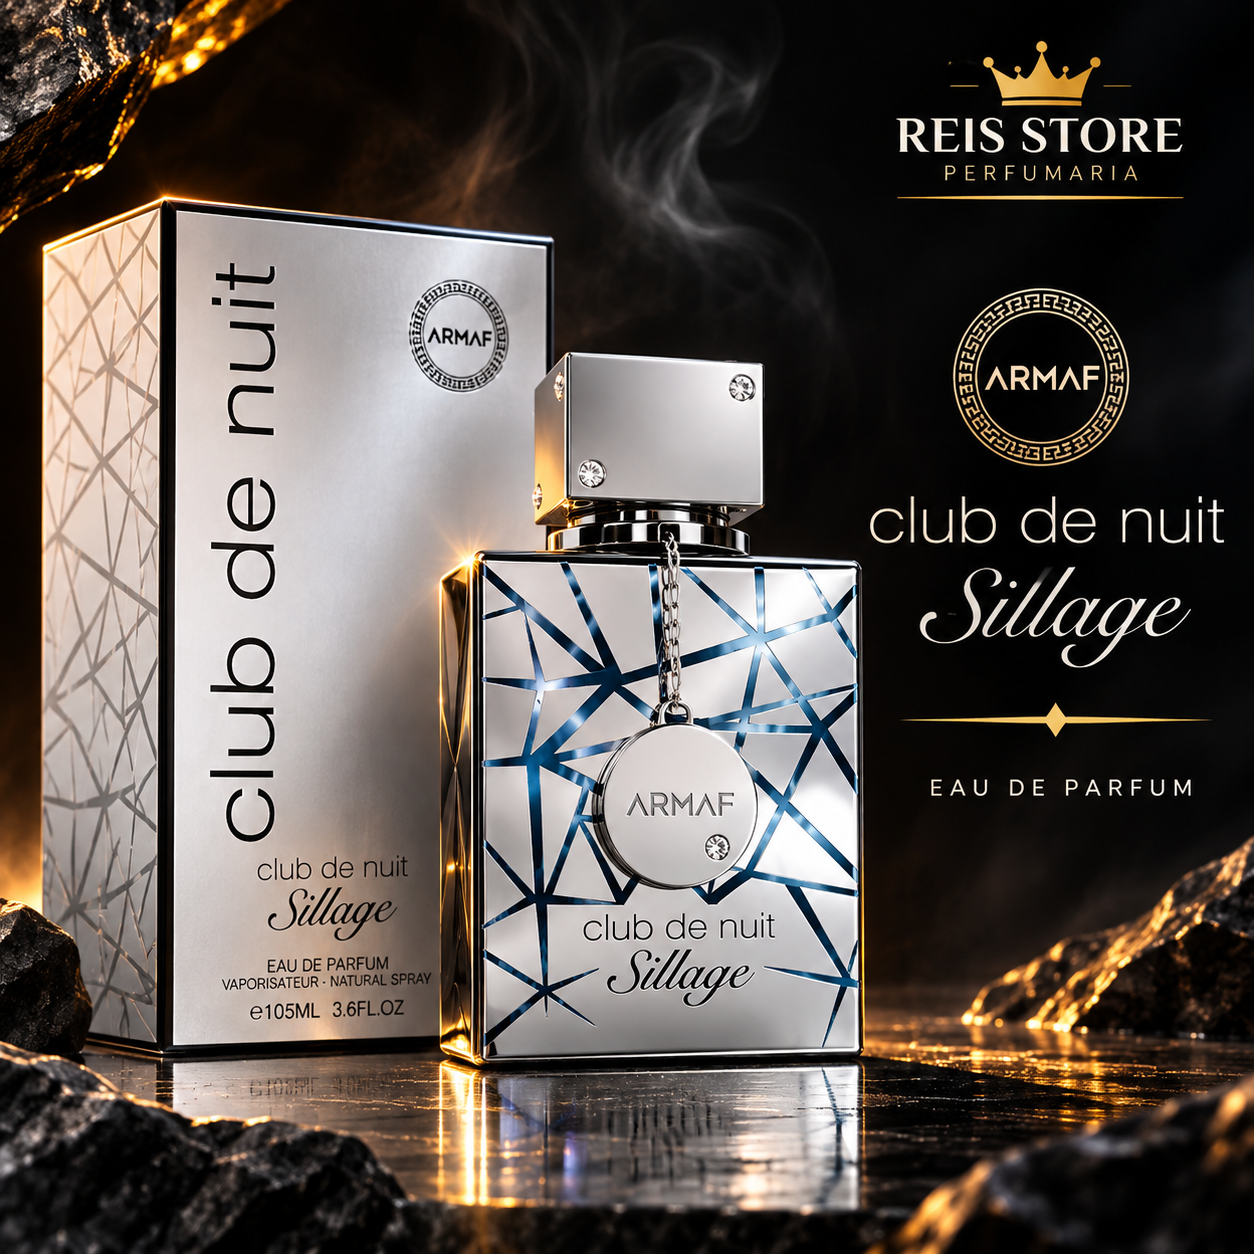 REIS STORE
PERFUMARIA
ARMAF
club de nuit
Sillage
EAU DE PARFUM
club de nuit
ARMAF
club de nuit
Sillage
EAU DE PARFUM
VAPORISATEUR - NATURAL SPRAY
e105ML 3.6FL.OZ
ARMAF
club de nuit
Sillage